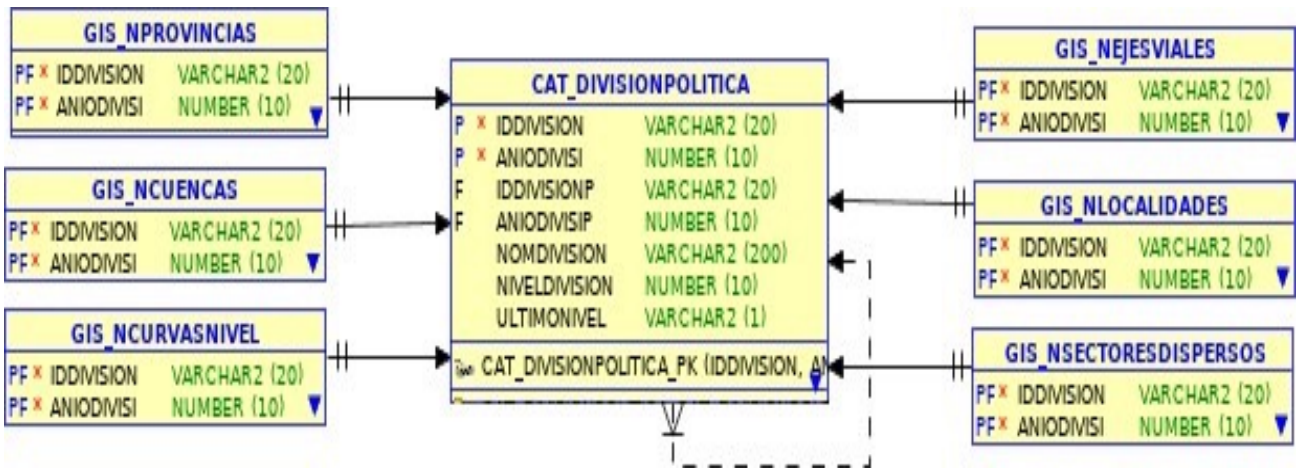 GIS_NPROVINCIAS
PF * IDDIVISION VARCHAR2 (20)
PF * ANIODIVISI NUMBER (10)
GIS_NCUENCAS
PF * IDDIVISION VARCHAR2 (20)
PF * ANIODIVISI NUMBER (10)
GIS_NCURVASNIVEL
PF * IDDIVISION VARCHAR2 (20)
PF * ANIODIVISI NUMBER (10)
CAT_DIVISIONPOLITICA
P * IDDIVISION VARCHAR2 (20)
P * ANIODIVISI NUMBER (10)
F IDDIVISIONP VARCHAR2 (20)
F ANIODIVISIP NUMBER (10)
NOMDIVISION VARCHAR2 (200)
NIVELDIVISION NUMBER (10)
ULTIMONIVEL VARCHAR2 (1)
CAT_DIVISIONPOLITICA_PK (IDDIVISION,
GIS_NEJESVIALES
PF * IDDIVISION VARCHAR2 (20)
PF * ANIODIVISI NUMBER (10)
GIS_NLOCALIDADES
PF * IDDIVISION VARCHAR2 (20)
PF * ANIODIVISI NUMBER (10)
GIS_NSECTORESDISPERSOS
PF * IDDIVISION VARCHAR2 (20)
PF * ANIODIVISI NUMBER (10)